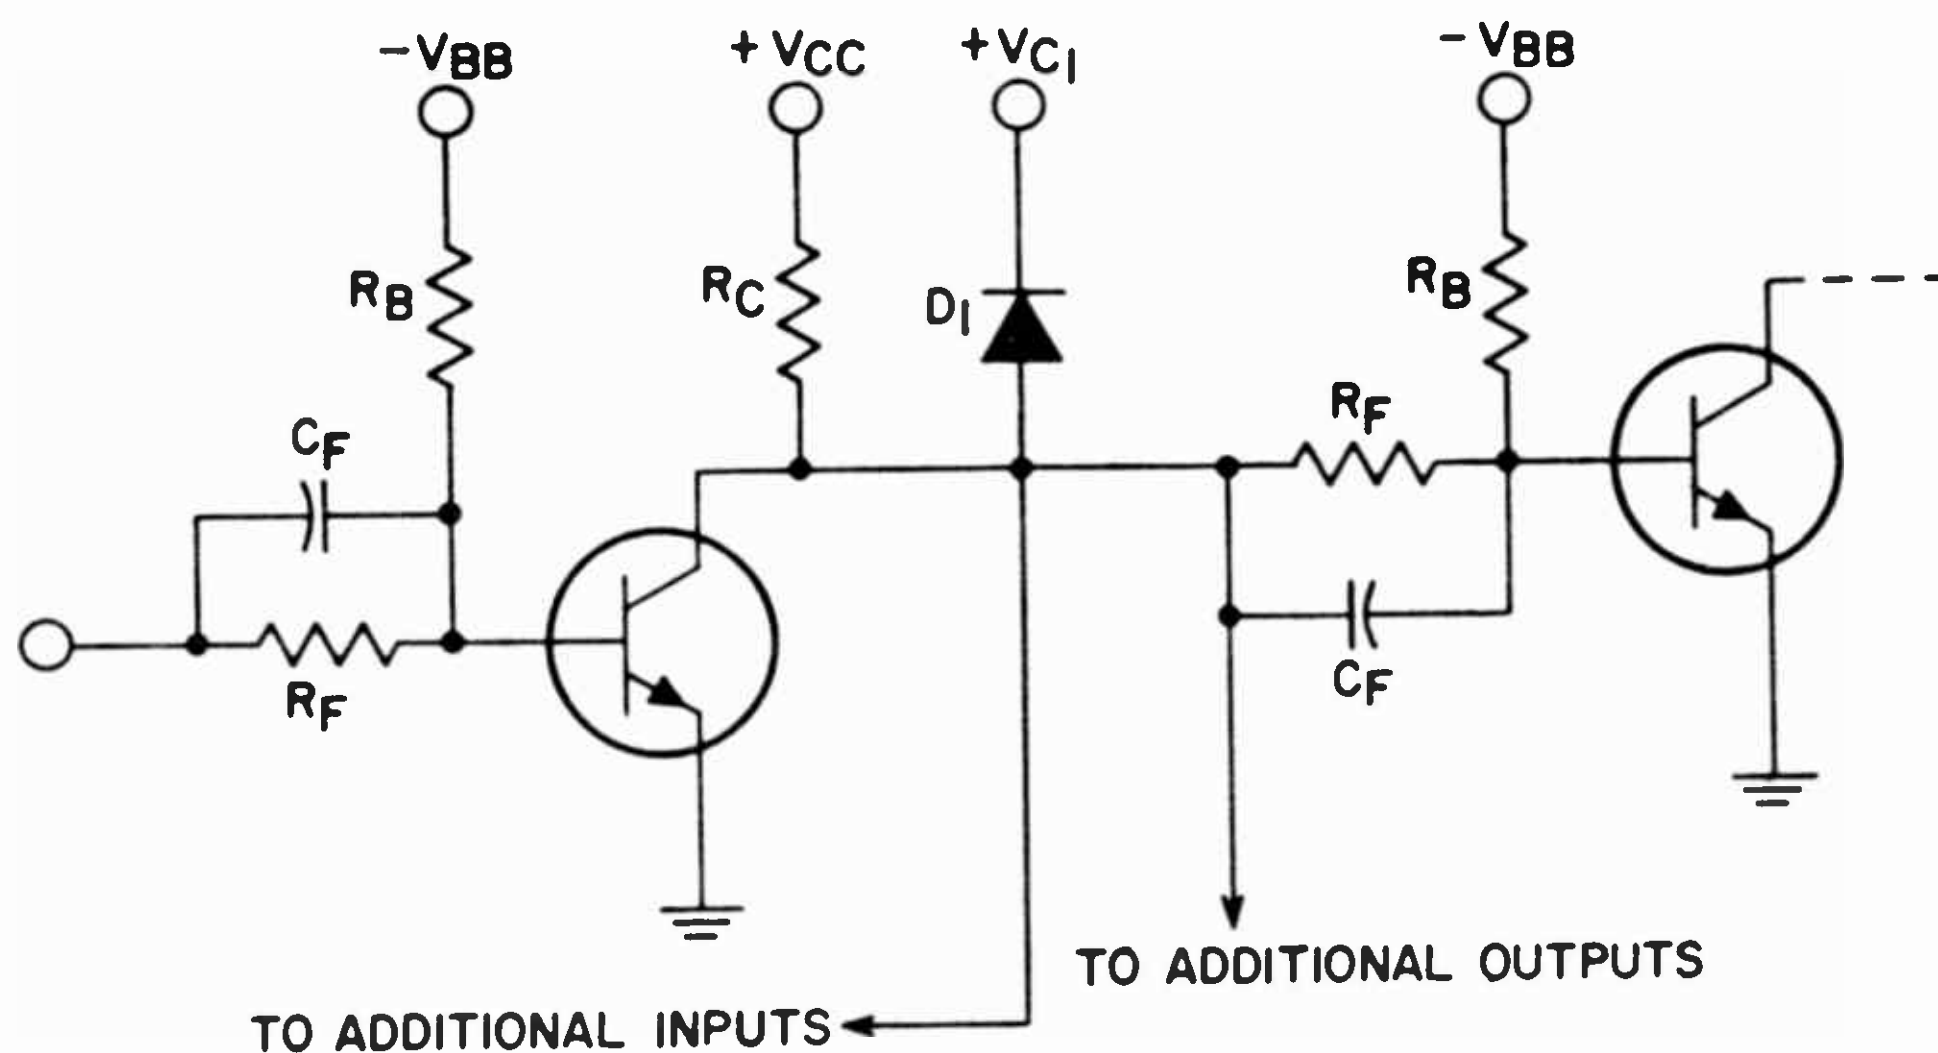 −VBB
+VCC
+VC1
−VBB
RB
RC
D1
RB
RF
CF
RF
CF
TO ADDITIONAL OUTPUTS
TO ADDITIONAL INPUTS